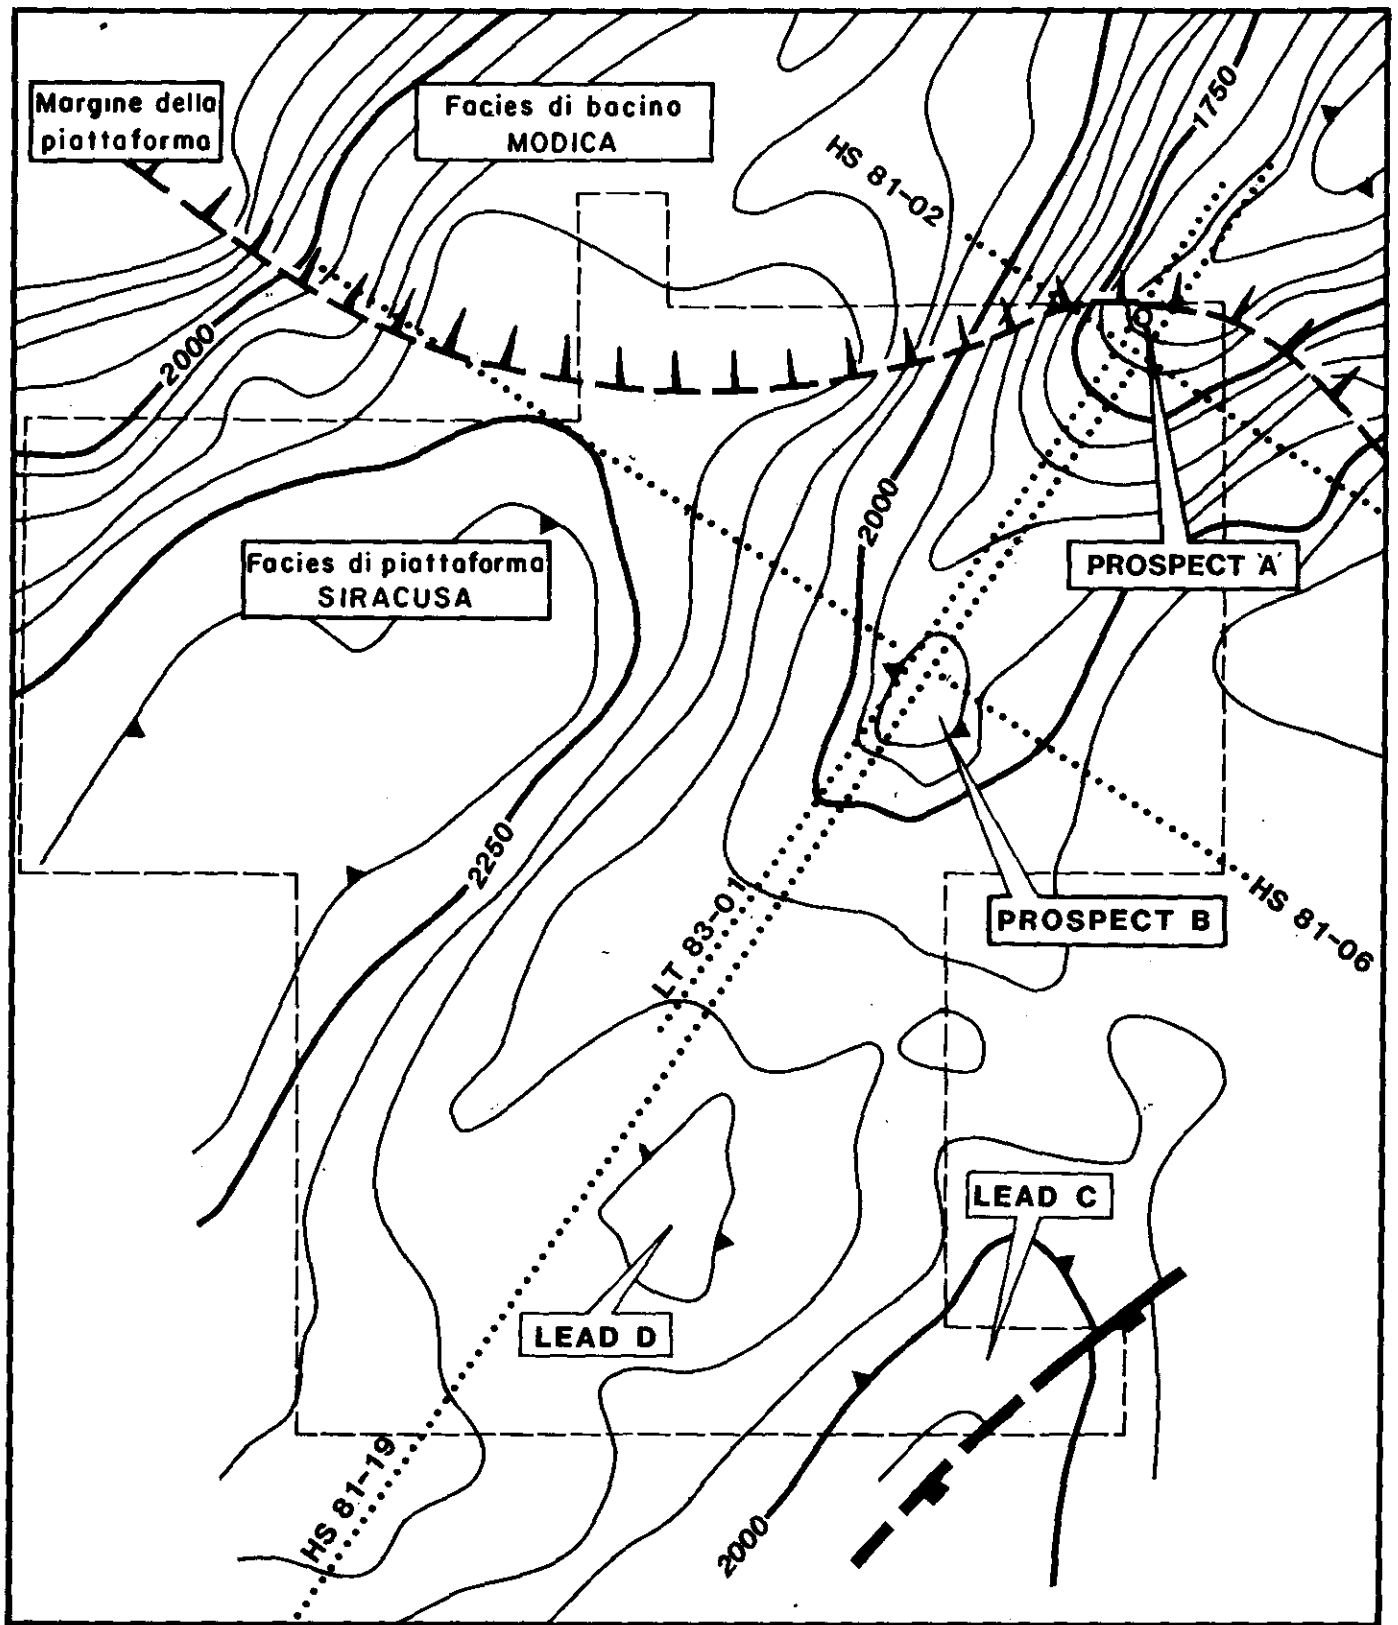 Margine della
piattaforma
Facies di bacino
MODICA
1750
HS 81-02
2000
2000
Facies di piattaforma
SIRACUSA
PROSPECT 'A'
2250
LT 83-01
PROSPECT B
HS 81-06
LEAD C
LEAD D
HS 81-19
2000